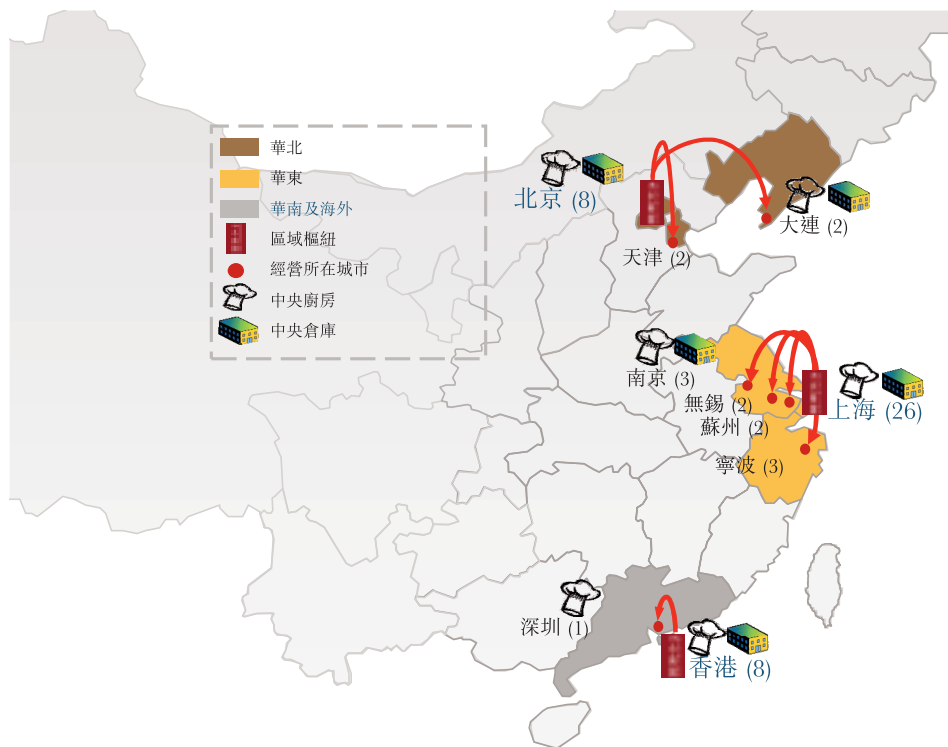 華北
華東
華南及海外
區域樞紐
經營所在城市
中央廚房
中央倉庫
北京 (8)
大連 (2)
天津 (2)
南京 (3)
無錫 (2)
上海 (26)
蘇州 (2)
寧波 (3)
深圳 (1)
香港 (8)